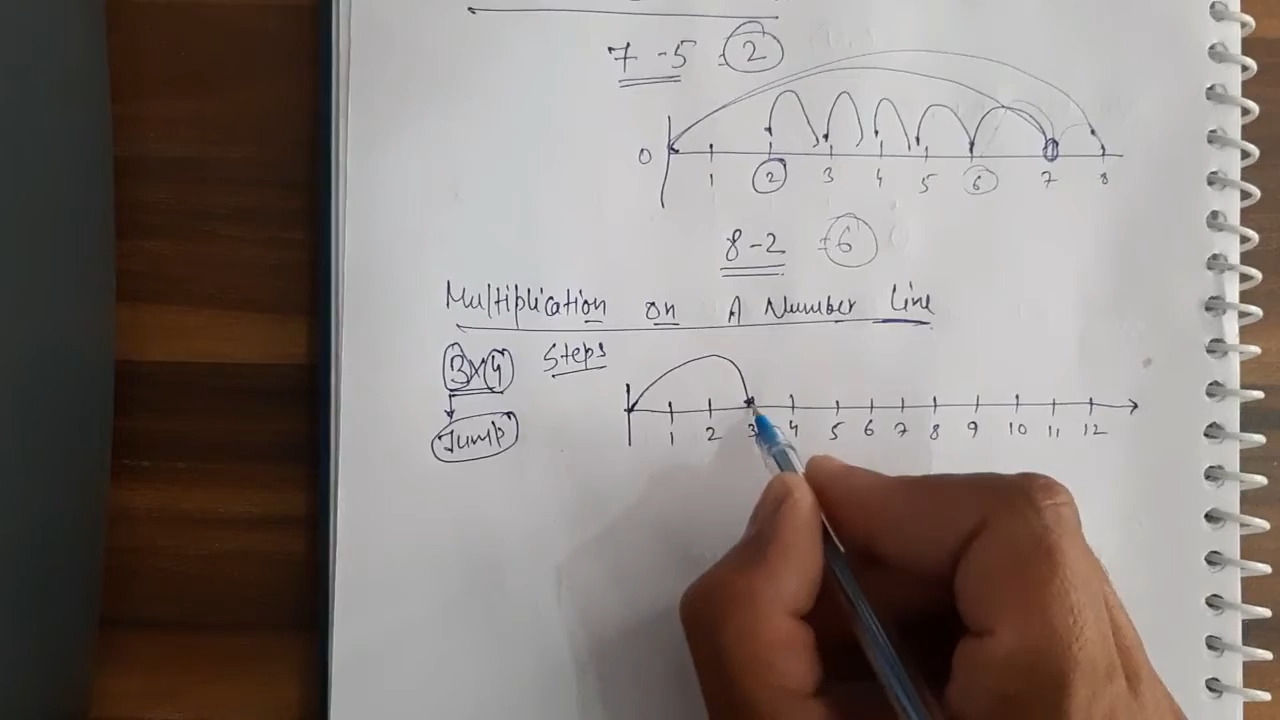 7 - 5 = 2
0 1 2 3 4 5 6 7 8
8 - 2 = 6
Multiplication on A Number Line
3×4 Steps
1 2 3 4 5 6 7 8 9 10 11 12
Jump